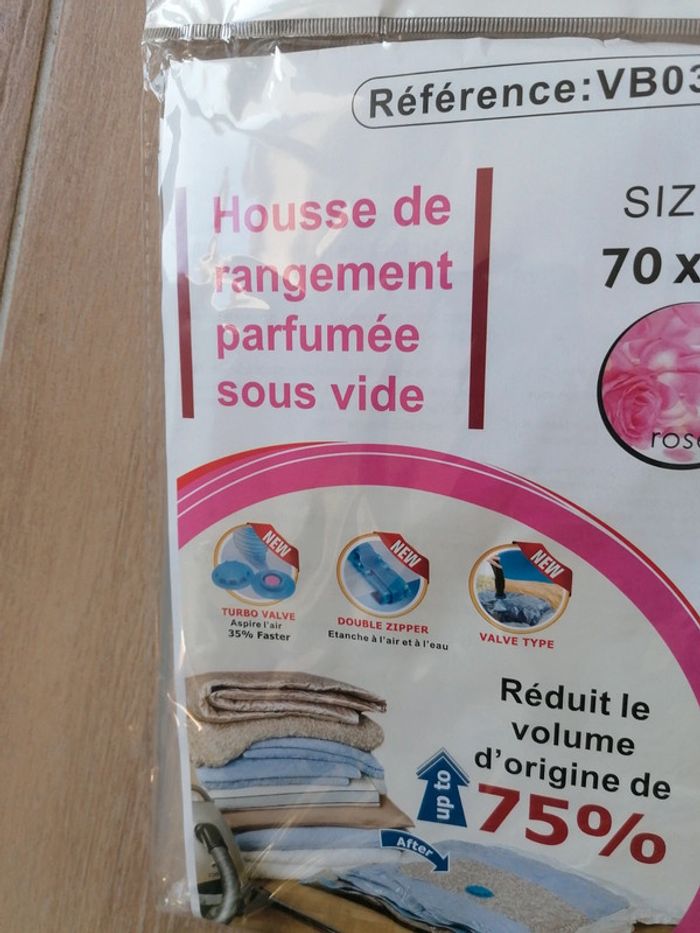 Référence:VB03
Housse de
rangement
parfumée
sous vide
SIZ
70 x
rose
NEW
NEW
NEW
TURBO VALVE
Aspire l'air
35% Faster
DOUBLE ZIPPER
Etanche à l'air et à l'eau
VALVE TYPE
Réduit le
volume
d'origine de
up to
75%
After